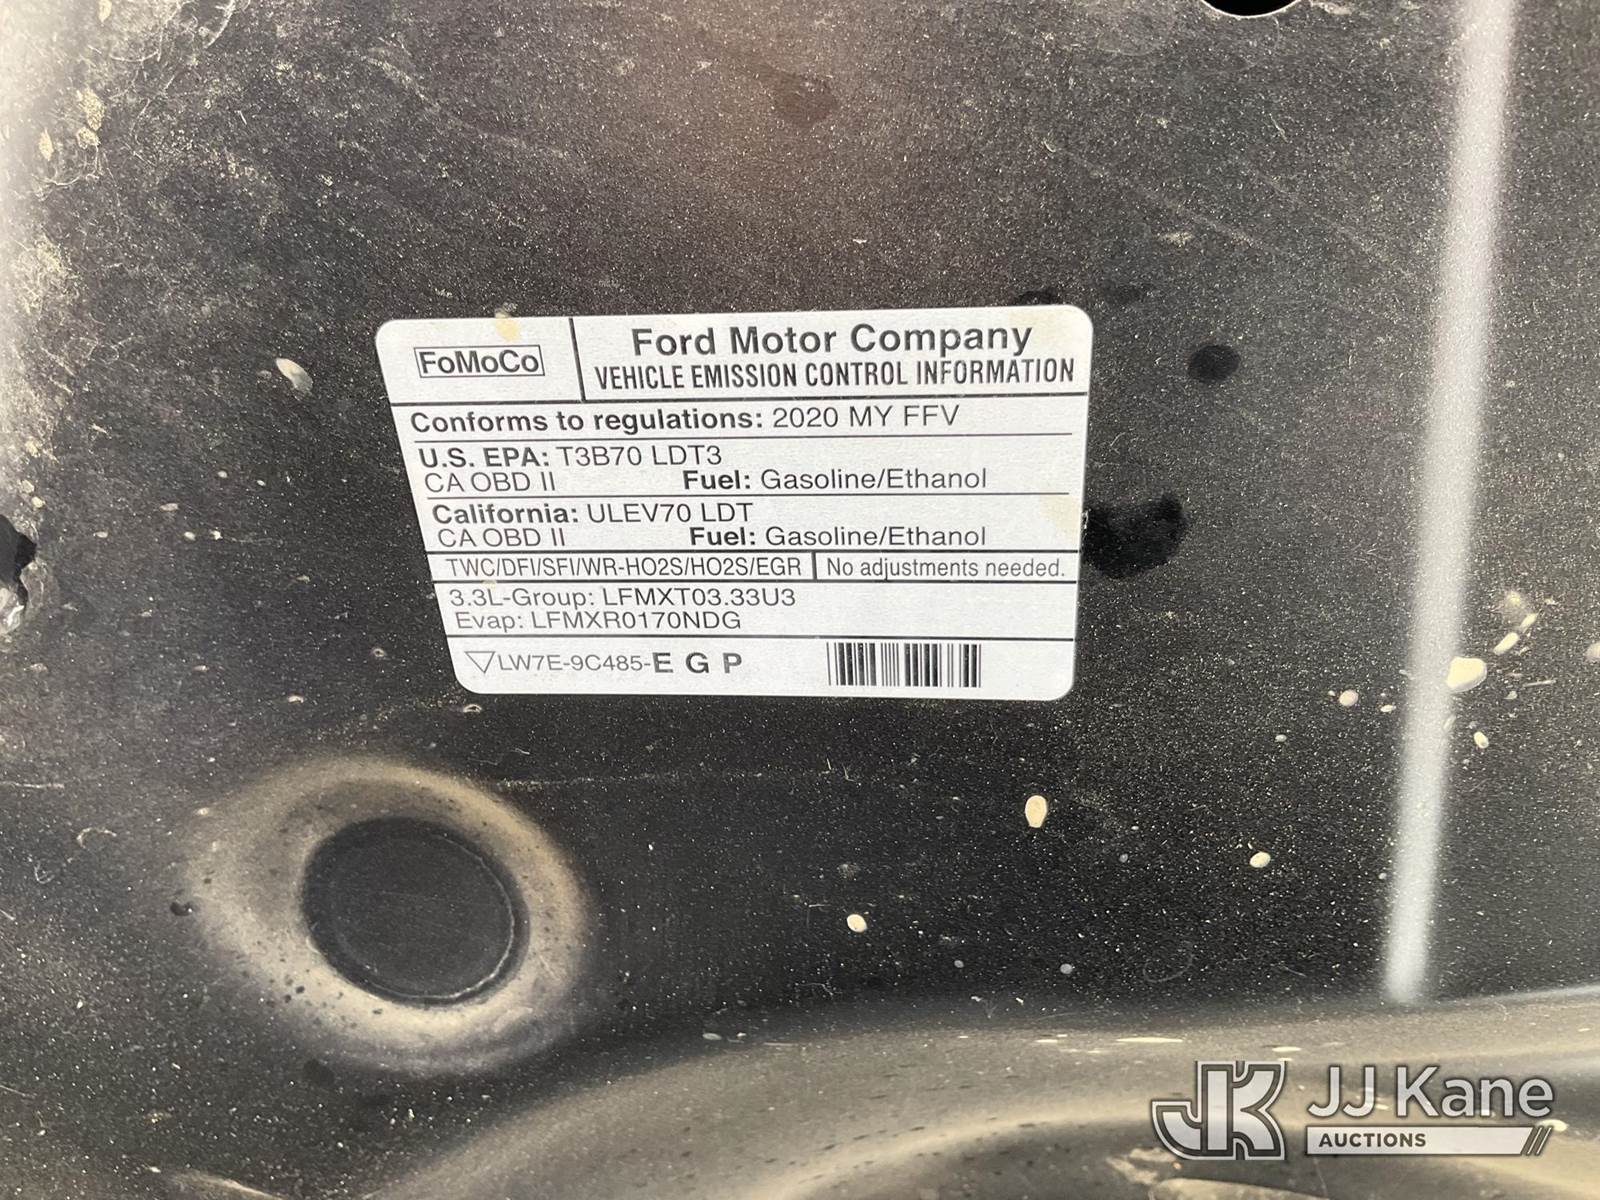 FoMoCo
Ford Motor Company
VEHICLE EMISSION CONTROL INFORMATION
Conforms to regulations: 2020 MY FFV
U.S. EPA: T3B70 LDT3
CA OBD II Fuel: Gasoline/Ethanol
California: ULEV70 LDT
CA OBD II Fuel: Gasoline/Ethanol
TWC/DFI/SFI/WR-HO2S/HO2S/EGR No adjustments needed.
3.3L-Group: LFMXT03.33U3
Evap: LFMXR0170NDG
LW7E-9C485-E G P
JK JJ Kane
AUCTIONS